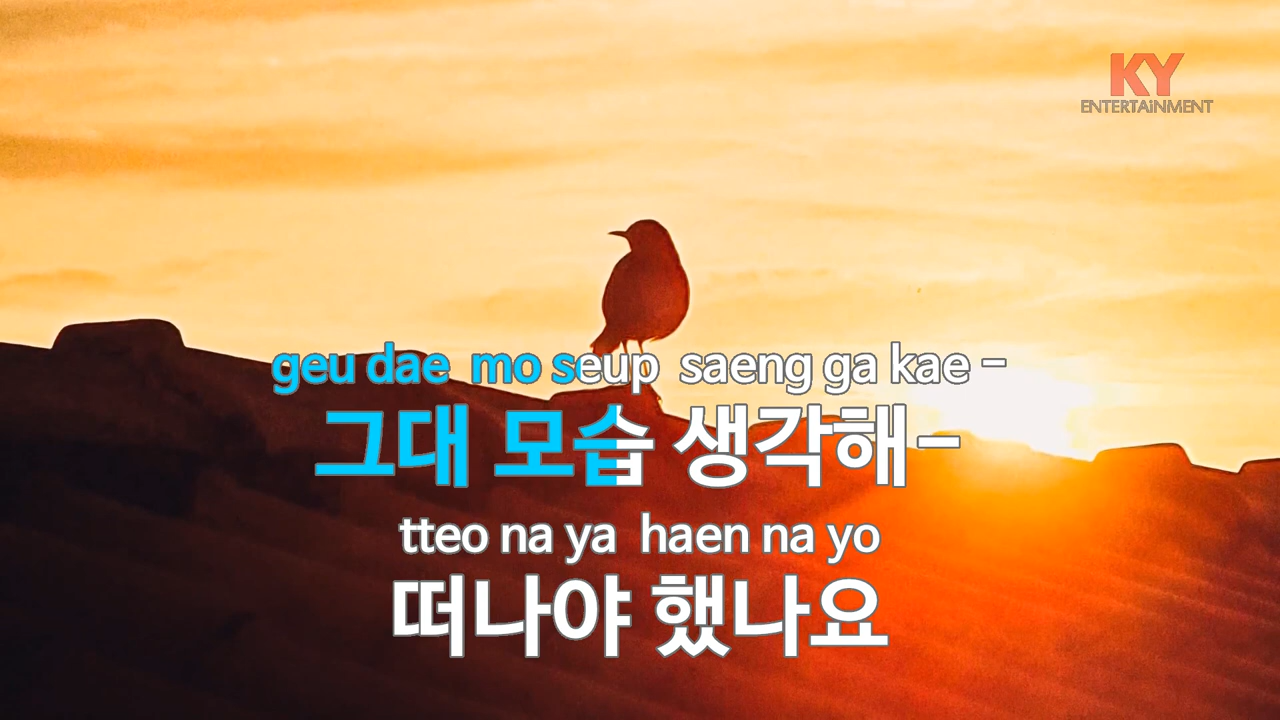 KY
ENTERTAiNMENT
geu dae mo seup saeng ga kae -
그대 모습 생각해-
tteo na ya haen na yo
떠나야 했나요